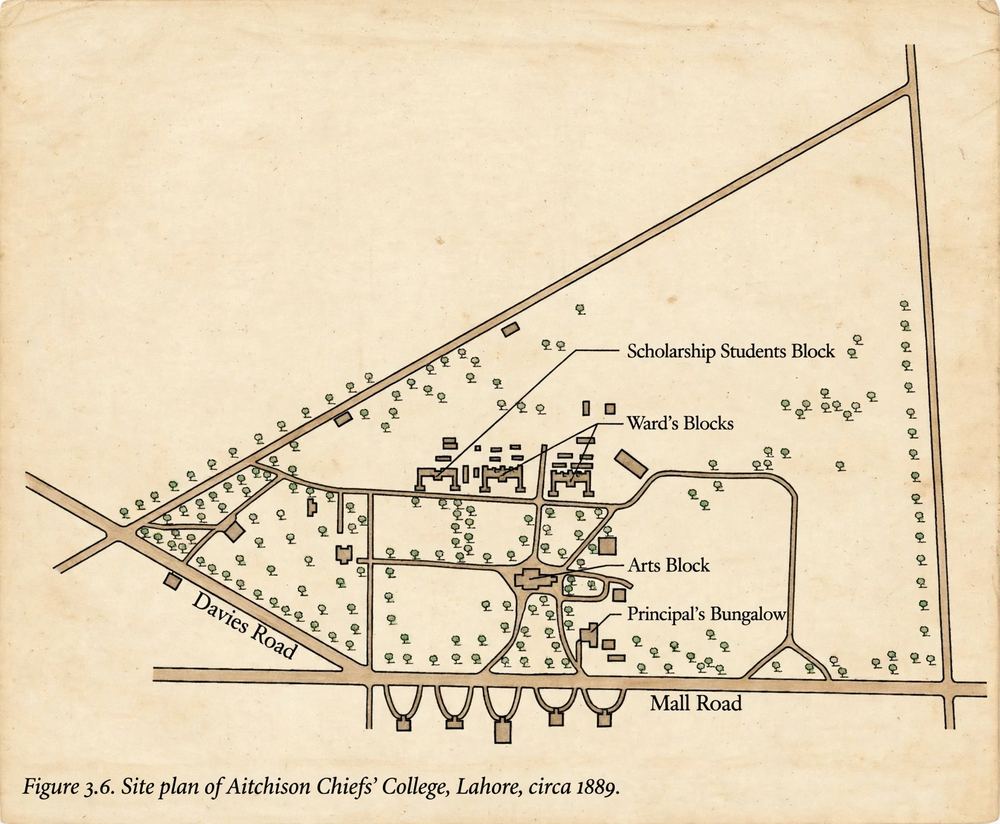 Scholarship Students Block
Ward's Blocks
Arts Block
Principal's Bungalow
Davies Road
Mall Road
Figure 3.6. Site plan of Aitchison Chiefs' College, Lahore, circa 1889.